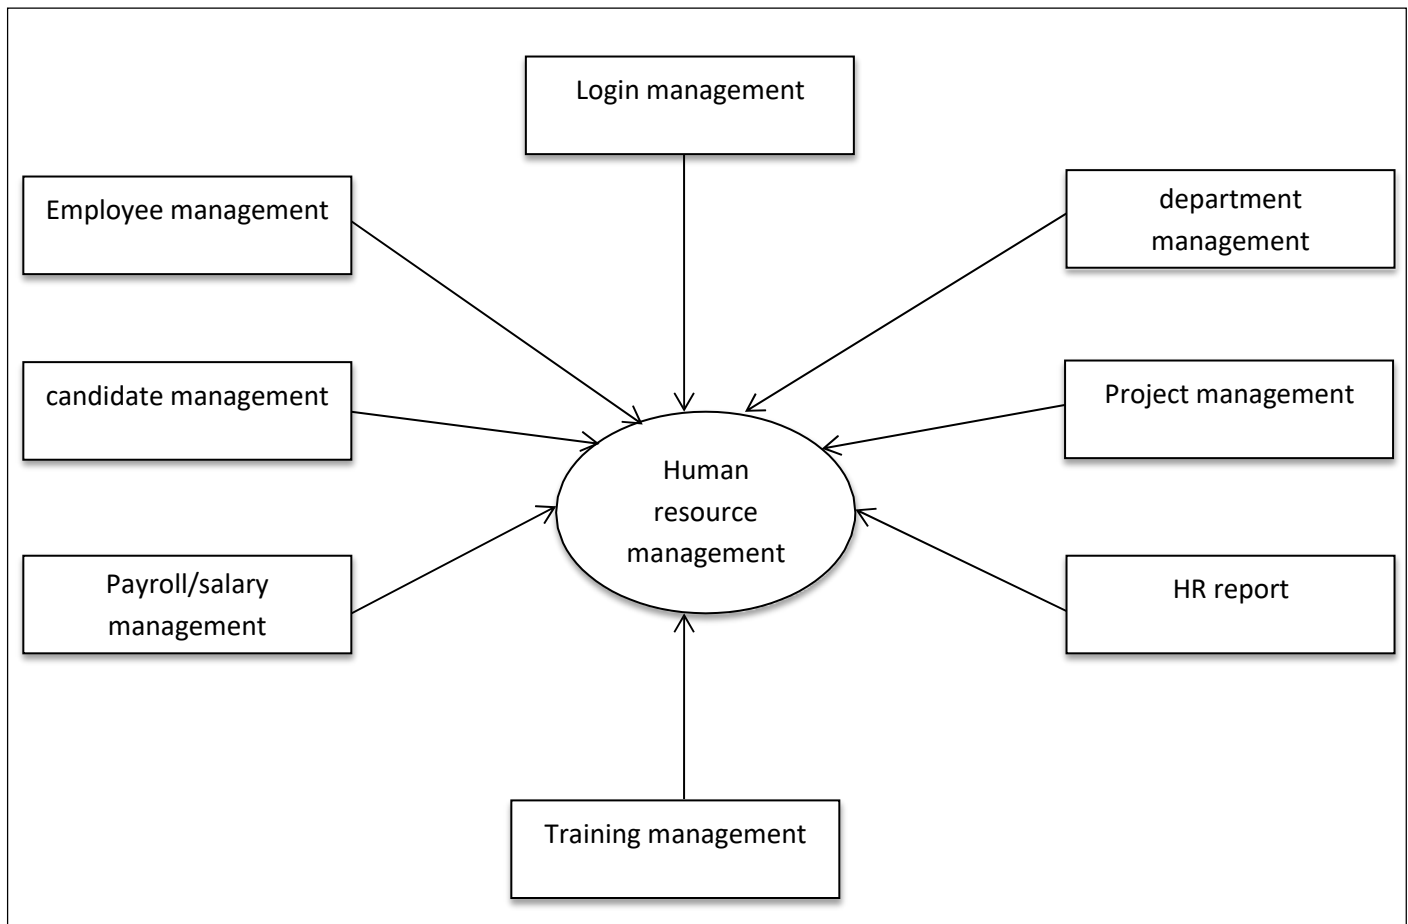 Login management
Employee management
department
management
candidate management
Project management
Human
resource
management
Payroll/salary
management
HR report
Training management